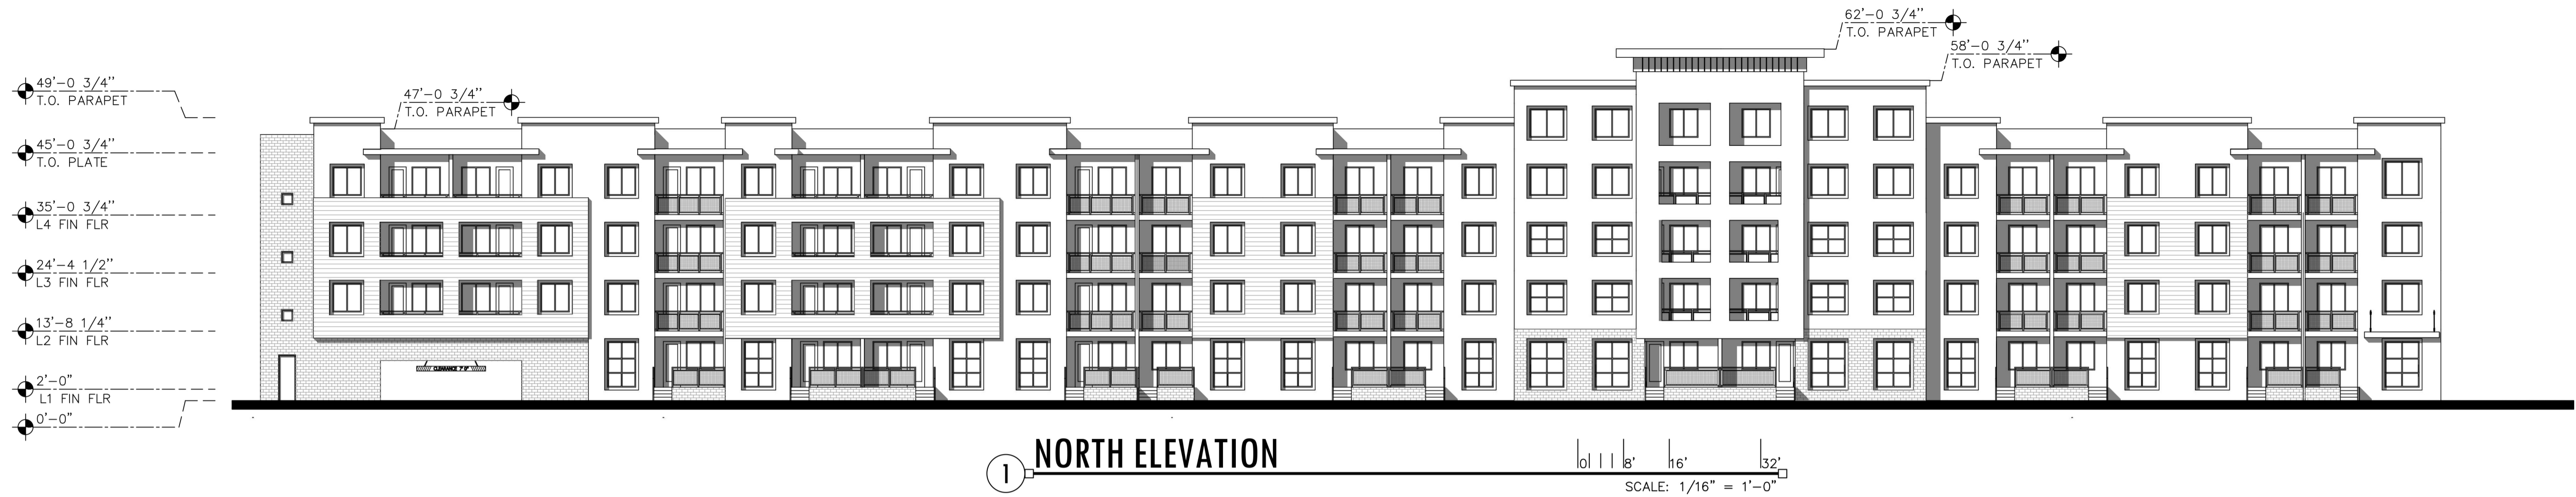 62'-0 3/4"
T.O. PARAPET
58'-0 3/4"
T.O. PARAPET
49'-0 3/4"
T.O. PARAPET
47'-0 3/4"
T.O. PARAPET
45'-0 3/4"
T.O. PLATE
35'-0 3/4"
L4 FIN FLR
24'-4 1/2"
L3 FIN FLR
13'-8 1/4"
L2 FIN FLR
CLEARANCE
2'-0"
L1 FIN FLR
0'-0"
1 NORTH ELEVATION
0 8' 16' 32'
SCALE: 1/16" = 1'-0"